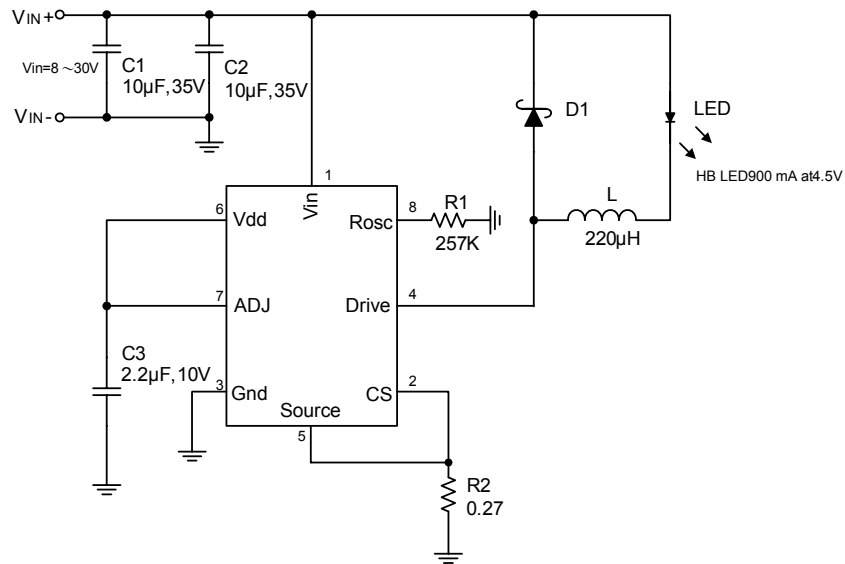 VIN+
Vin=8～30V
C1
10µF,35V
C2
10µF,35V
VIN-
D1
LED
HB LED900 mA at4.5V
L
220µH
1
Vin
6
Vdd
8
Rosc
R1
257K
7
ADJ
Drive
4
C3
2.2µF,10V
3
Gnd
CS
2
Source
5
R2
0.27